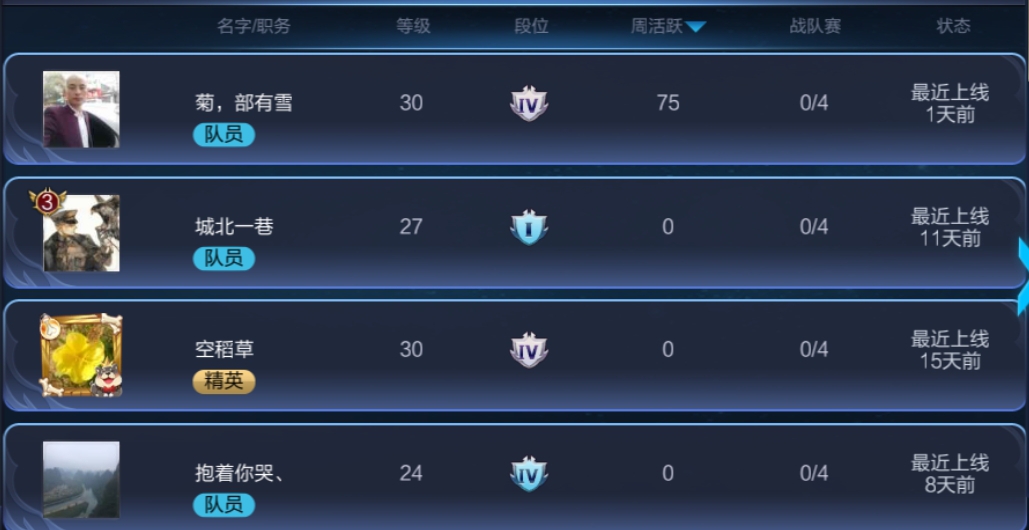 名字/职务 等级 段位 周活跃 战队赛 状态
菊，部有雪 30 IV 75 0/4 最近上线
队员 1天前
3
城北一巷 27 I 0 0/4 最近上线
队员 11天前
空稻草 30 IV 0 0/4 最近上线
精英 15天前
抱着你哭、 24 IV 0 0/4 最近上线
队员 8天前